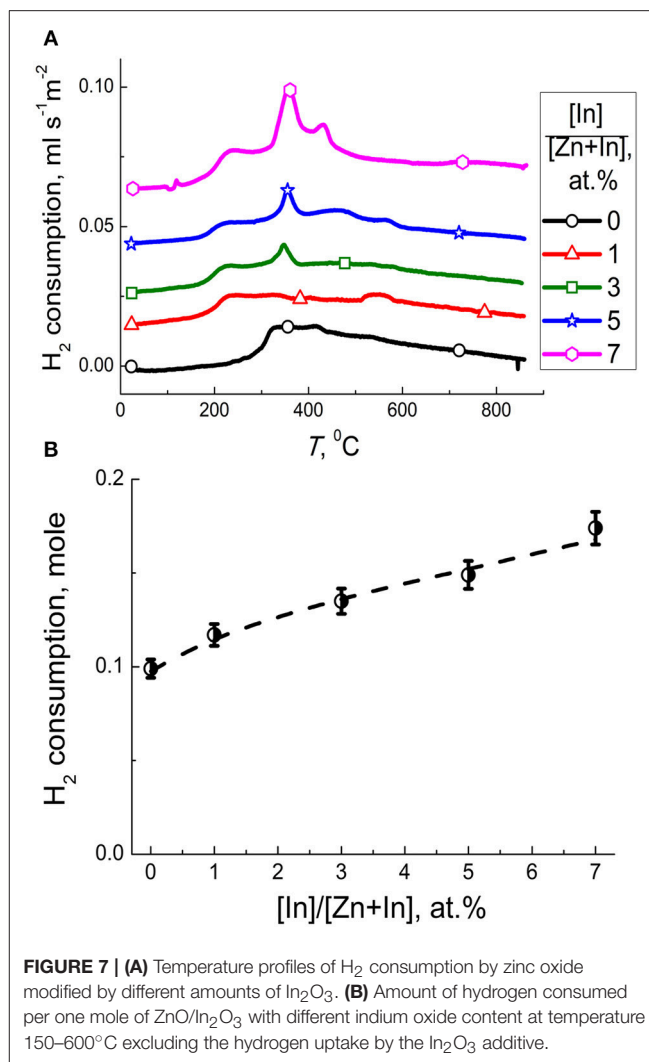 A
H₂ consumption, ml s⁻¹m⁻²
0.10
0.05
0.00
0
200
400
600
800
T, ⁰C
[In]
[Zn+In],
at.%
0
1
3
5
7
B
H₂ consumption, mole
0.2
0.1
0.0
0
1
2
3
4
5
6
7
[In]/[Zn+In], at.%
FIGURE 7 | (A) Temperature profiles of H₂ consumption by zinc oxide
modified by different amounts of In₂O₃. (B) Amount of hydrogen consumed
per one mole of ZnO/In₂O₃ with different indium oxide content at temperature
150–600°C excluding the hydrogen uptake by the In₂O₃ additive.